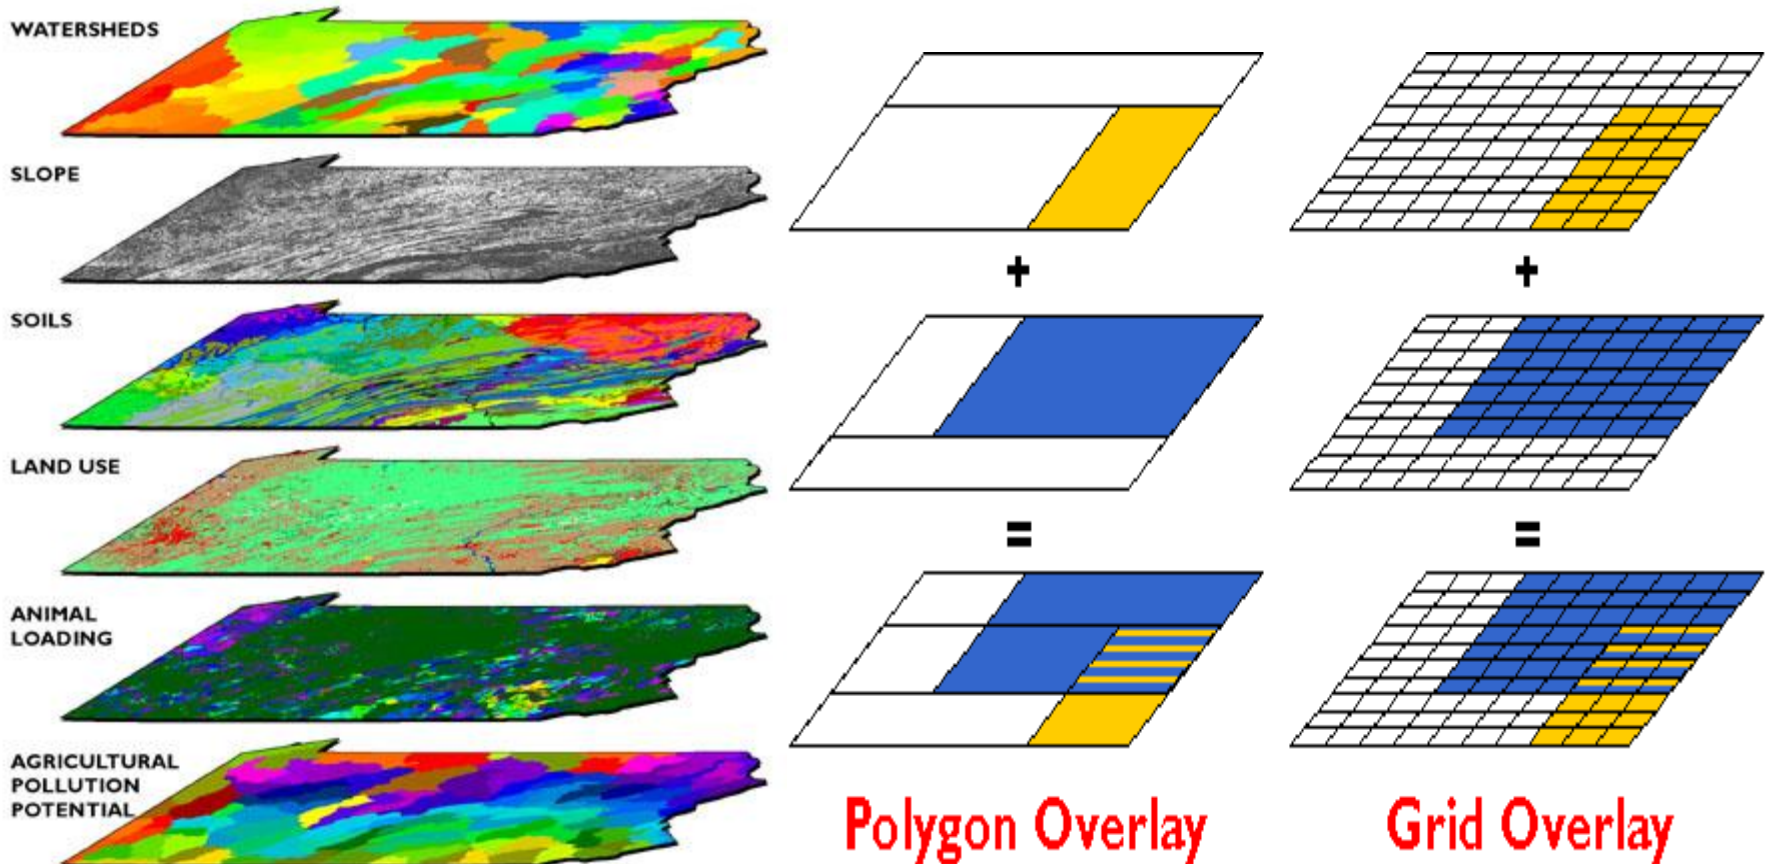 WATERSHEDS
SLOPE
SOILS
LAND USE
ANIMAL
LOADING
AGRICULTURAL
POLLUTION
POTENTIAL
+
=
Polygon Overlay
+
=
Grid Overlay